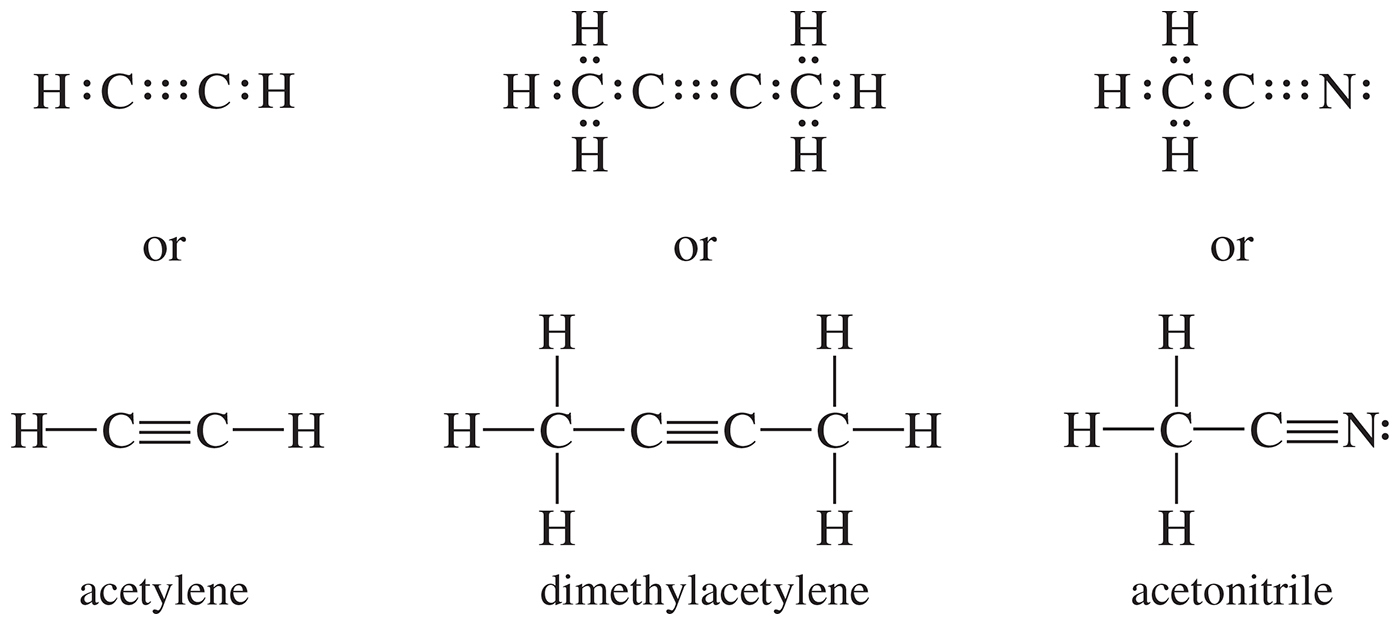 H H H
H:C:::C:H H:C:C:::C:C:H H:C:C:::N:
H H H
or or or
H H H
H—C≡C—H H—C—C≡C—C—H H—C—C≡N:
H H H
acetylene dimethylacetylene acetonitrile